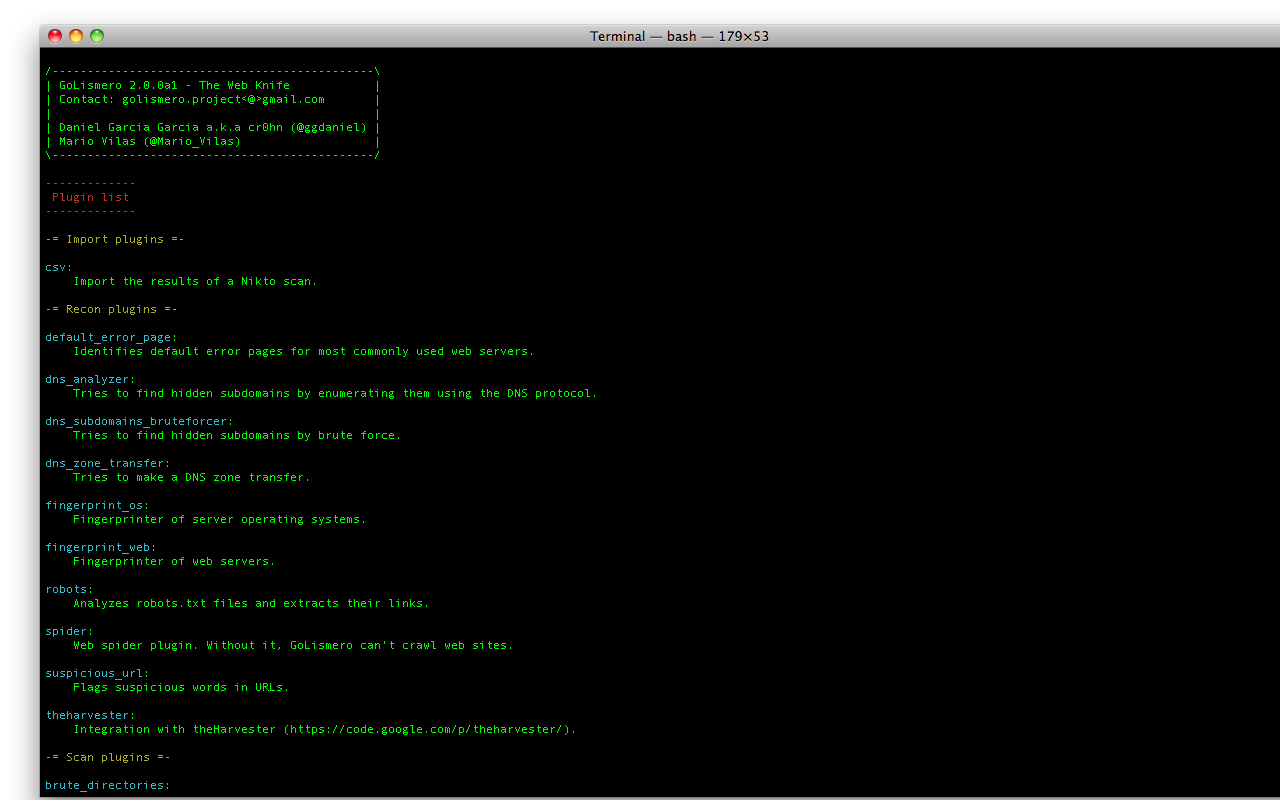 Terminal — bash — 179×53
/----------------------------------------------\
| GoLismero 2.0.0a1 - The Web Knife            |
| Contact: golismero.project<@>gmail.com       |
|                                              |
| Daniel Garcia Garcia a.k.a cr0hn (@ggdaniel) |
| Mario Vilas (@Mario_Vilas)                   |
\----------------------------------------------/
-------------
 Plugin list
-------------
-= Import plugins =-
csv:
    Import the results of a Nikto scan.
-= Recon plugins =-
default_error_page:
    Identifies default error pages for most commonly used web servers.
dns_analyzer:
    Tries to find hidden subdomains by enumerating them using the DNS protocol.
dns_subdomains_bruteforcer:
    Tries to find hidden subdomains by brute force.
dns_zone_transfer:
    Tries to make a DNS zone transfer.
fingerprint_os:
    Fingerprinter of server operating systems.
fingerprint_web:
    Fingerprinter of web servers.
robots:
    Analyzes robots.txt files and extracts their links.
spider:
    Web spider plugin. Without it, GoLismero can't crawl web sites.
suspicious_url:
    Flags suspicious words in URLs.
theharvester:
    Integration with theHarvester (https://code.google.com/p/theharvester/).
-= Scan plugins =-
brute_directories: